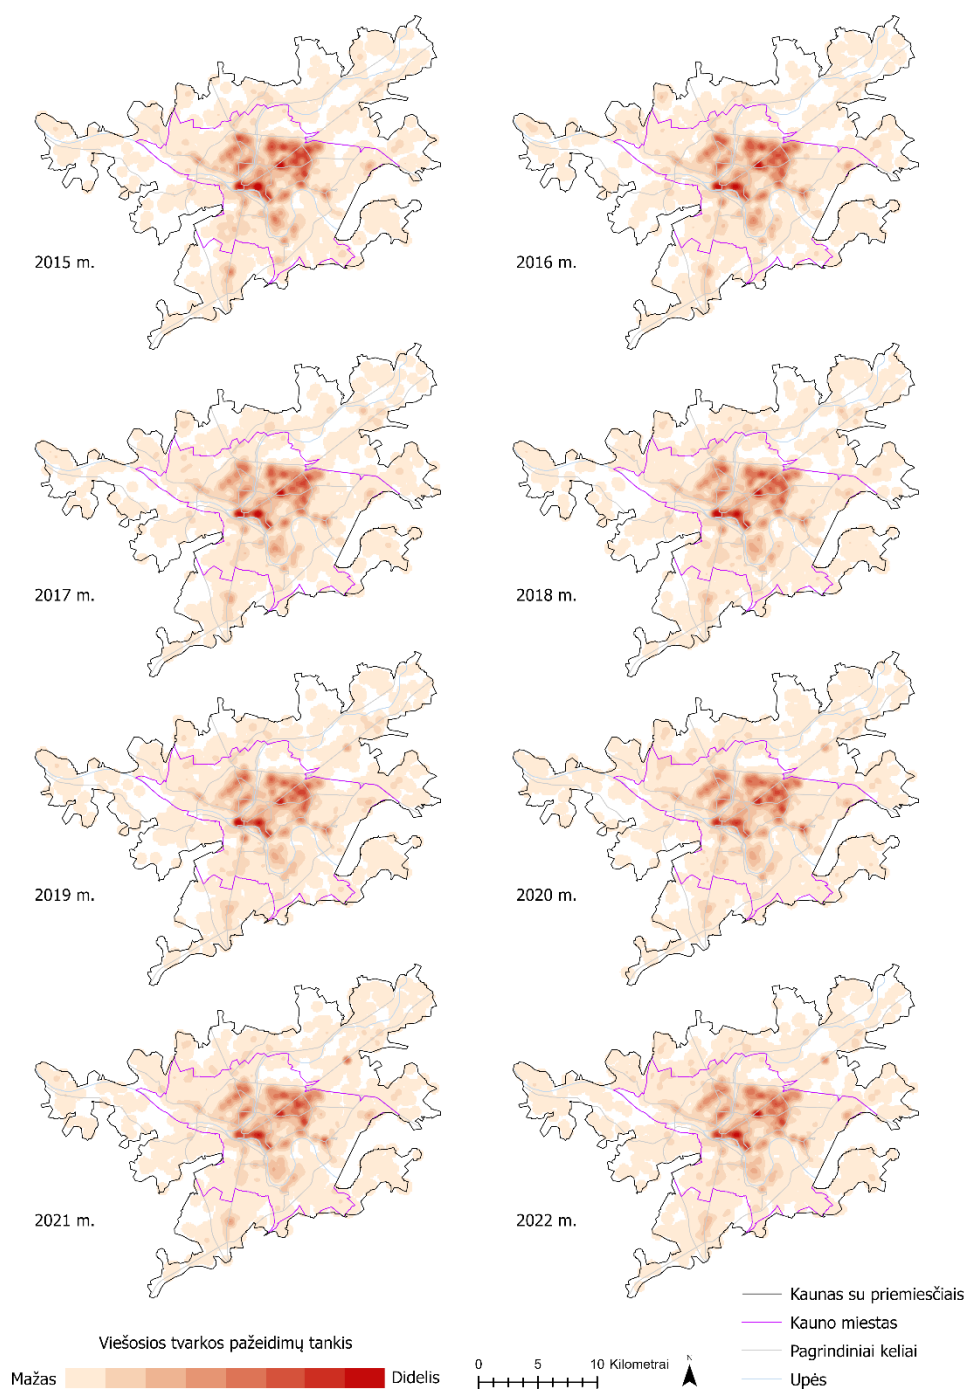 2015 m.
2016 m.
2017 m.
2018 m.
2019 m.
2020 m.
2021 m.
2022 m.
Viešosios tvarkos pažeidimų tankis
Mažas
Didelis
0 5 10 Kilometrai
N
Kaunas su priemiesčiais
Kauno miestas
Pagrindiniai keliai
Upės